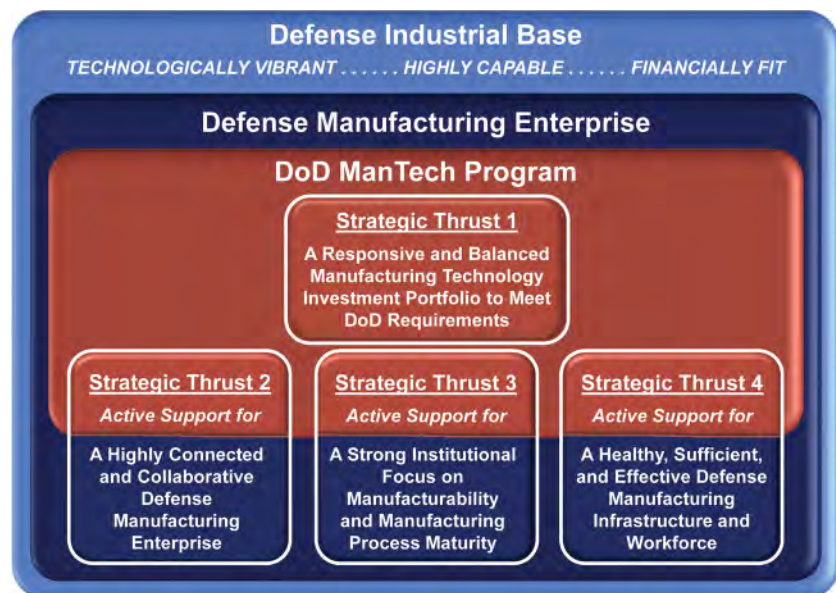 Defense Industrial Base
TECHNOLOGICALLY VIBRANT . . . . . . HIGHLY CAPABLE . . . . . . FINANCIALLY FIT
Defense Manufacturing Enterprise
DoD ManTech Program
Strategic Thrust 1
A Responsive and Balanced
Manufacturing Technology
Investment Portfolio to Meet
DoD Requirements
Strategic Thrust 2
Active Support for
A Highly Connected
and Collaborative
Defense
Manufacturing
Enterprise
Strategic Thrust 3
Active Support for
A Strong Institutional
Focus on
Manufacturability
and Manufacturing
Process Maturity
Strategic Thrust 4
Active Support for
A Healthy, Sufficient,
and Effective Defense
Manufacturing
Infrastructure and
Workforce